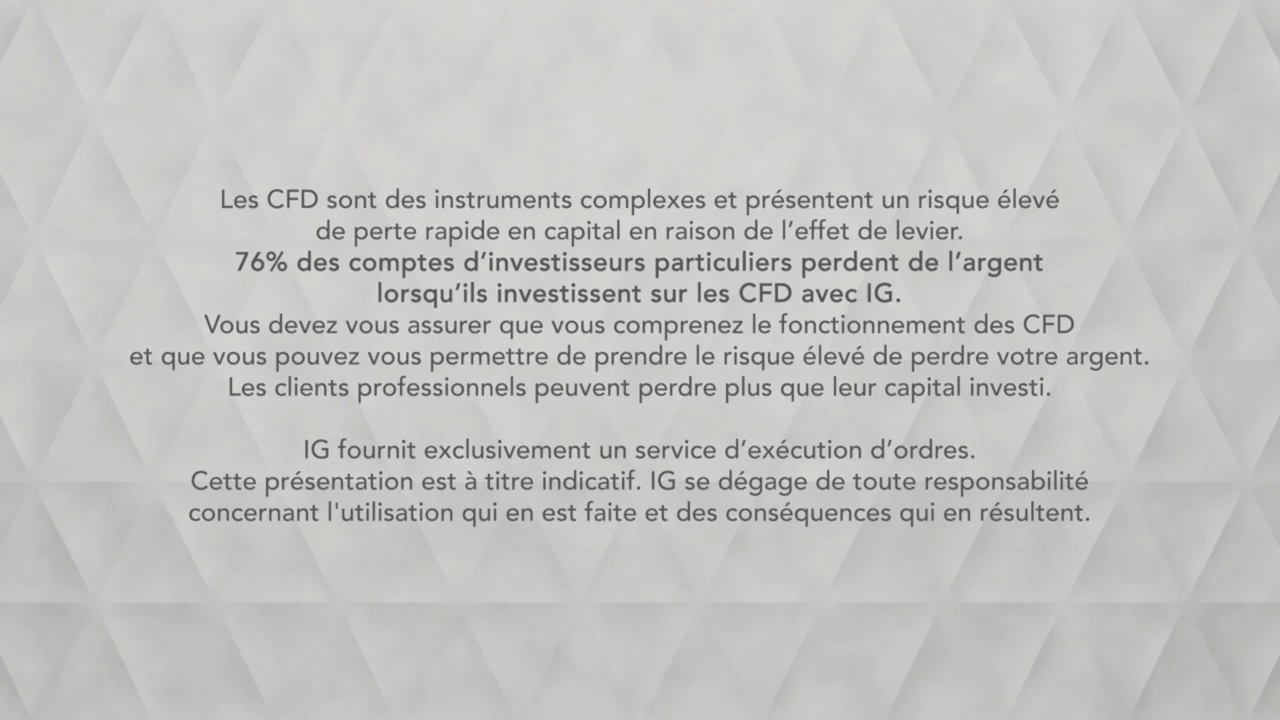 Les CFD sont des instruments complexes et présentent un risque élevé
de perte rapide en capital en raison de l’effet de levier.
76% des comptes d’investisseurs particuliers perdent de l’argent
lorsqu’ils investissent sur les CFD avec IG.
Vous devez vous assurer que vous comprenez le fonctionnement des CFD
et que vous pouvez vous permettre de prendre le risque élevé de perdre votre argent.
Les clients professionnels peuvent perdre plus que leur capital investi.
IG fournit exclusivement un service d’exécution d’ordres.
Cette présentation est à titre indicatif. IG se dégage de toute responsabilité
concernant l'utilisation qui en est faite et des conséquences qui en résultent.